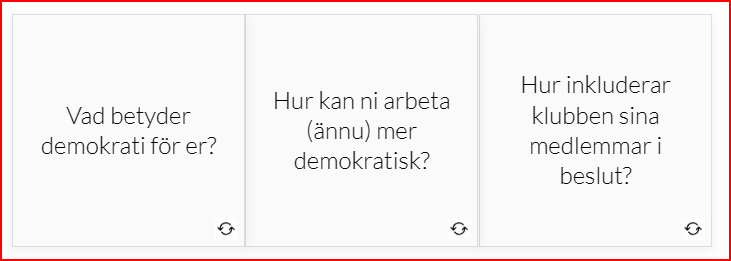 Vad betyder
demokrati för er?
Hur kan ni arbeta
(ännu) mer
demokratisk?
Hur inkluderar
klubben sina
medlemmar i
beslut?